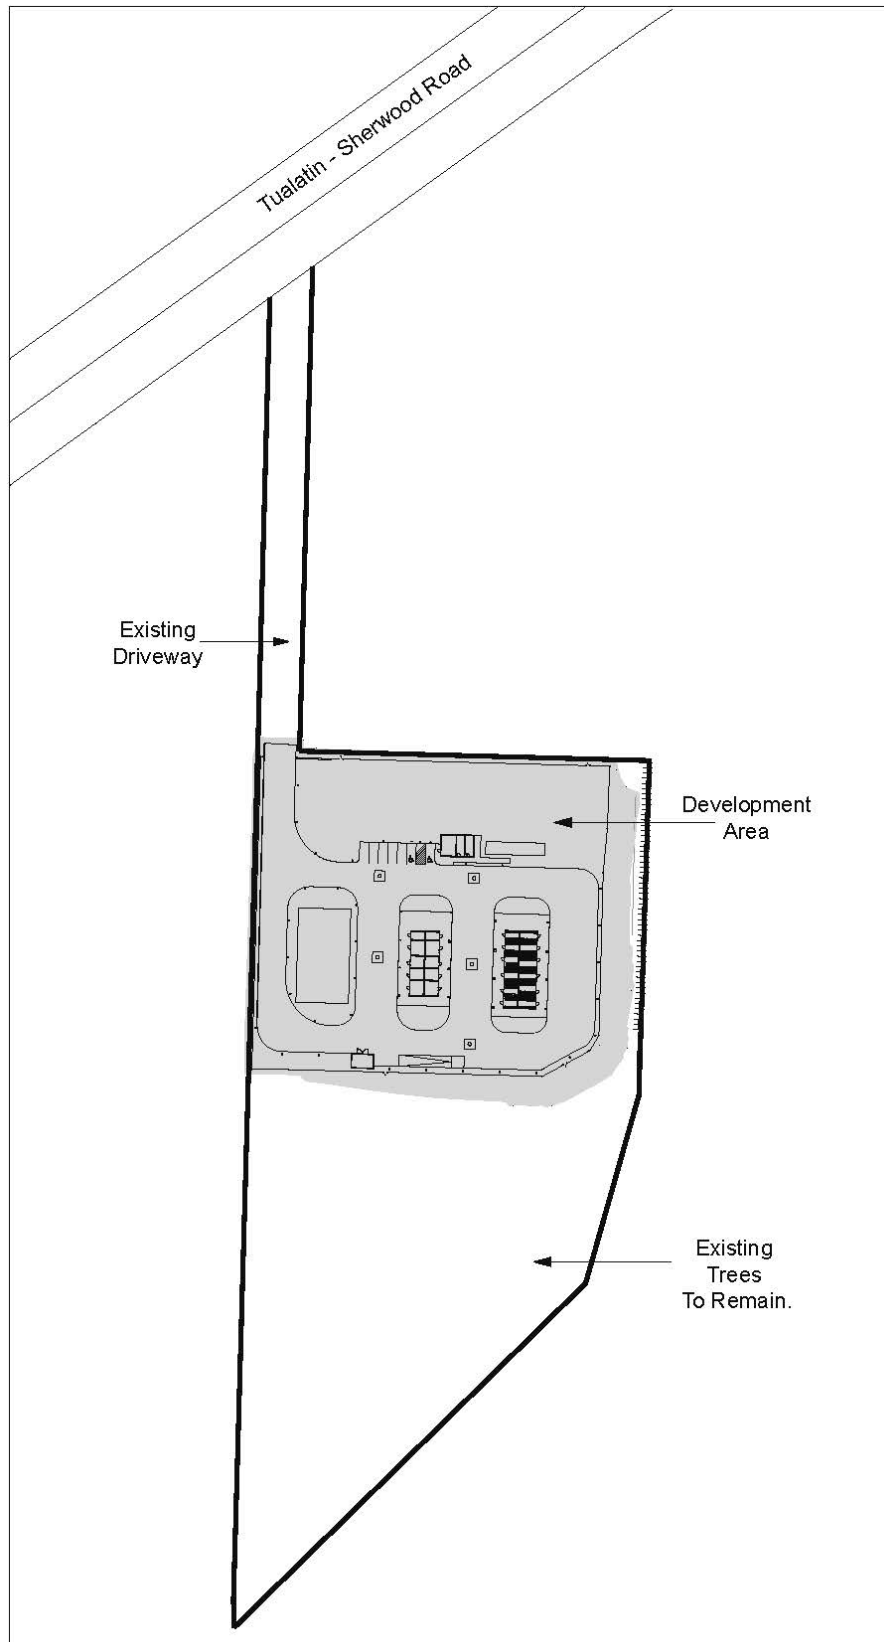 Tualatin - Sherwood Road
Existing
Driveway
Development
Area
Existing
Trees
To Remain.